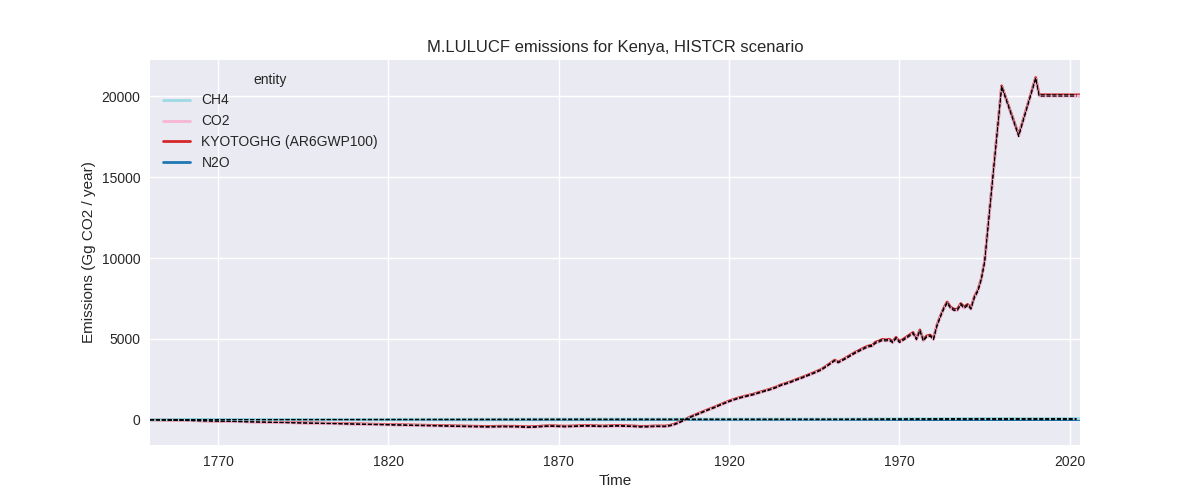 M.LULUCF emissions for Kenya, HISTCR scenario
entity
CH4
CO2
KYOTOGHG (AR6GWP100)
N2O
Emissions (Gg CO2 / year)
20000
15000
10000
5000
0
1770 1820 1870 1920 1970 2020
Time